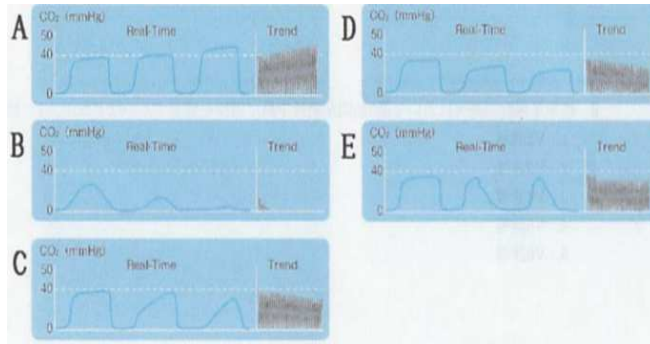 A
CO₂ (mmHg)
Real-Time
Trend
50
40
0
B
CO₂ (mmHg)
Real-Time
Trend
50
40
0
C
CO₂ (mmHg)
Real-Time
Trend
50
40
0
D
CO₂ (mmHg)
Real-Time
Trend
50
40
0
E
CO₂ (mmHg)
Real-Time
Trend
50
40
0